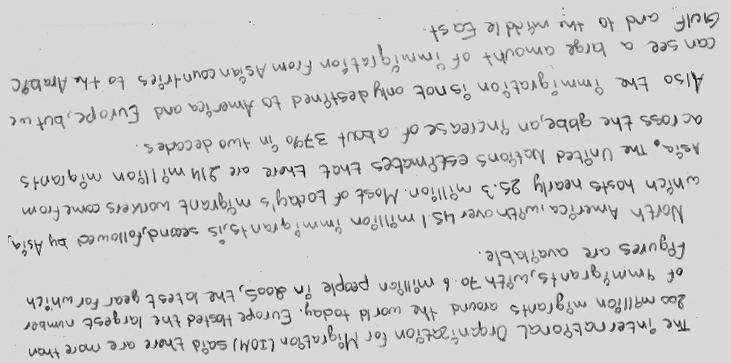 The international Organization for Migration (IOM) said there are more than
200 million migrants around the world today. Europe Hosted the largest number
of immigrants, with 70.6 million people in 2005, the latest year for which
figures are available.
North America, with over 45.1 million immigrants, is second, followed by Asia,
which hosts nearly 25.3 million. Most of today's migrant workers come from
Asia. The United Nations estimates that there are 214 million migrants
across the globe, an increase of about 37% in two decades.
Also the immigration is not only destined to America and Europe, but we
can see a large amount of immigration from Asian countries to the Arabic
Gulf and to the middle East.